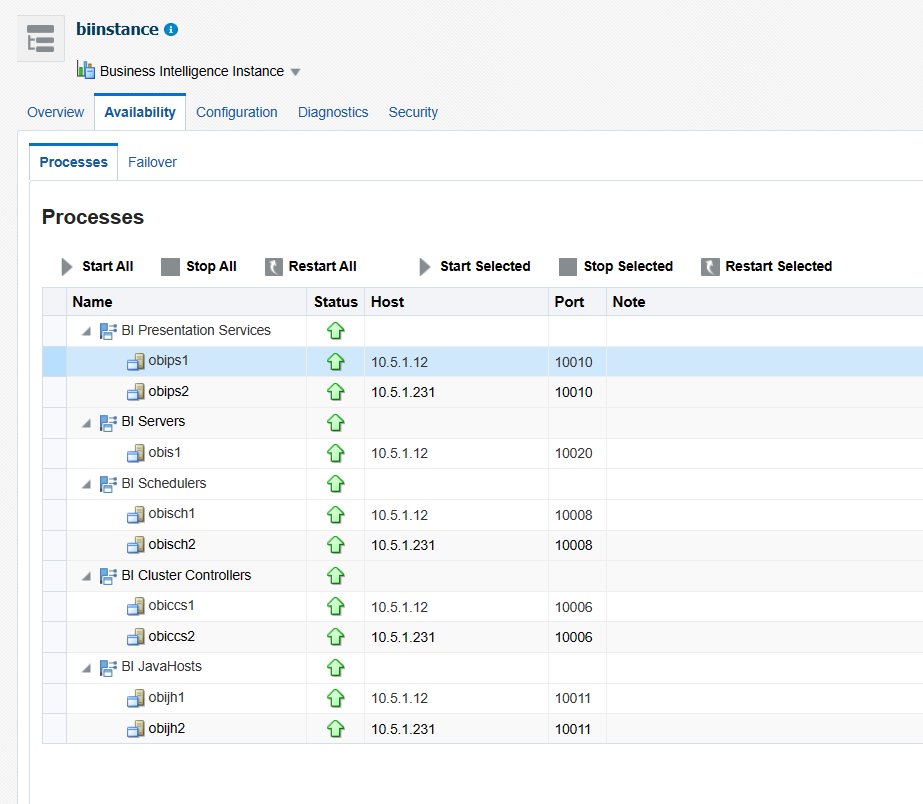 biinstance
Business Intelligence Instance
Overview Availability Configuration Diagnostics Security
Processes Failover
Processes
Start All Stop All Restart All Start Selected Stop Selected Restart Selected
Name Status Host Port Note
BI Presentation Services
obips1 10.5.1.12 10010
obips2 10.5.1.231 10010
BI Servers
obis1 10.5.1.12 10020
BI Schedulers
obisch1 10.5.1.12 10008
obisch2 10.5.1.231 10008
BI Cluster Controllers
obiccs1 10.5.1.12 10006
obiccs2 10.5.1.231 10006
BI JavaHosts
obijh1 10.5.1.12 10011
obijh2 10.5.1.231 10011